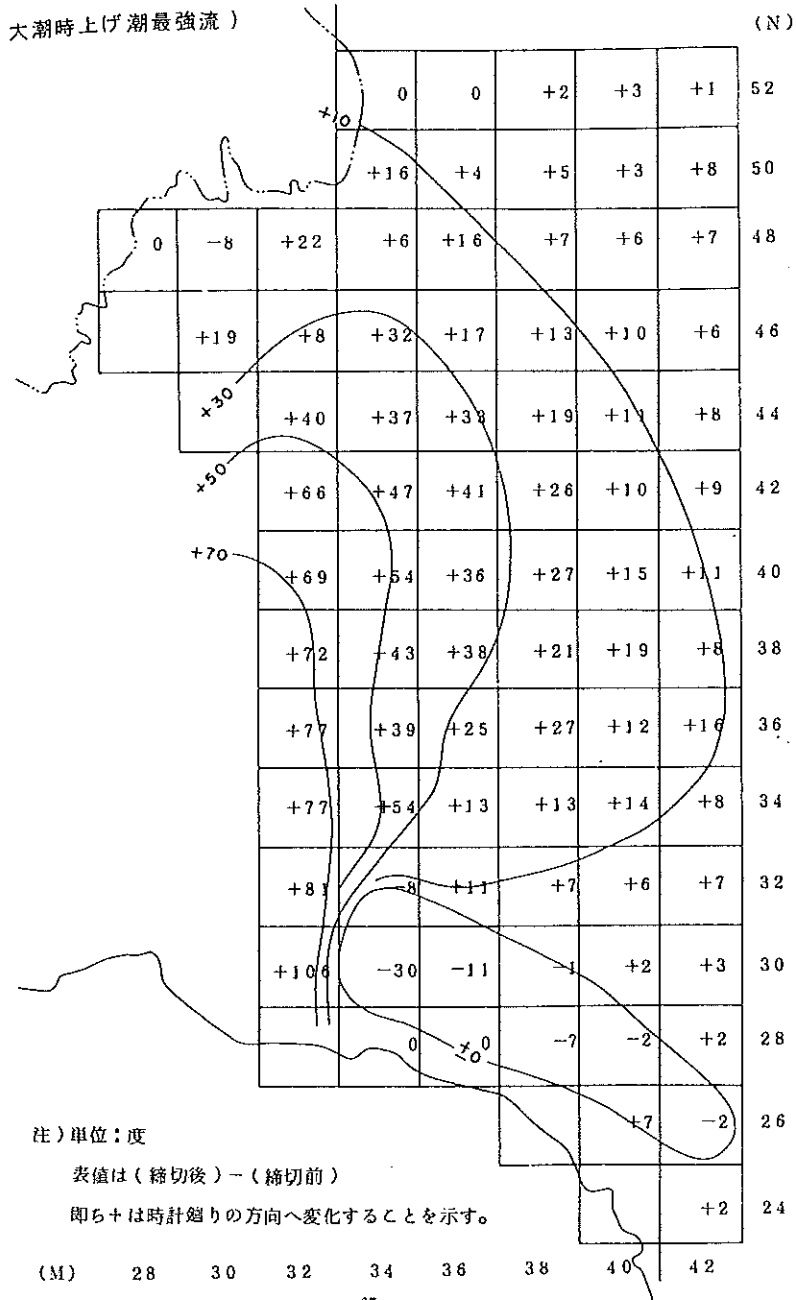 大潮時上げ潮最強流）
(N)
0 0 +2 +3 +1 52
+10
+16 +4 +5 +3 +8 50
0 -8 +22 +6 +16 +7 +6 +7 48
+19 +8 +32 +17 +13 +10 +6 46
+30
+40 +37 +33 +19 +11 +8 44
+50
+66 +47 +41 +26 +10 +9 42
+70
+69 +54 +36 +27 +15 +11 40
+72 +43 +38 +21 +19 +8 38
+77 +39 +25 +27 +12 +16 36
+77 +54 +13 +13 +14 +8 34
+81 -8 +11 +7 +6 +7 32
+106 -30 -11 -1 +2 +3 30
0 ±0 0 -7 -2 +2 28
+7 -2 26
注）単位：度
表値は（締切後）－（締切前）
即ち＋は時計廻りの方向へ変化することを示す。
+2 24
(M) 28 30 32 34 36 38 40 42